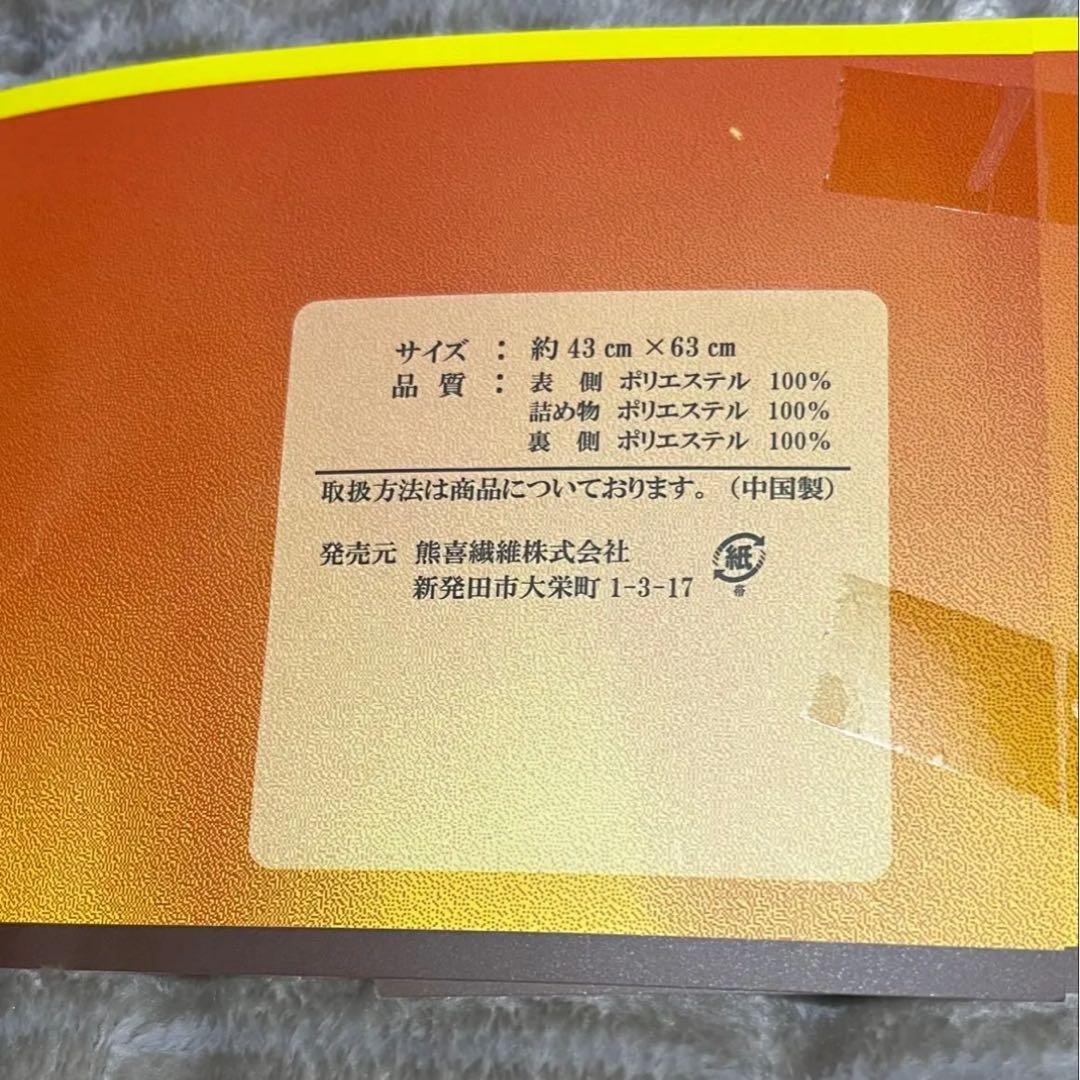 サイズ : 約 43 cm ×63 cm
品 質 : 表 側 ポリエステル 100%
詰め物 ポリエステル 100%
裏 側 ポリエステル 100%
取扱方法は商品についております。(中国製)
発売元 熊喜繊維株式会社
新発田市大栄町 1-3-17
紙
帯